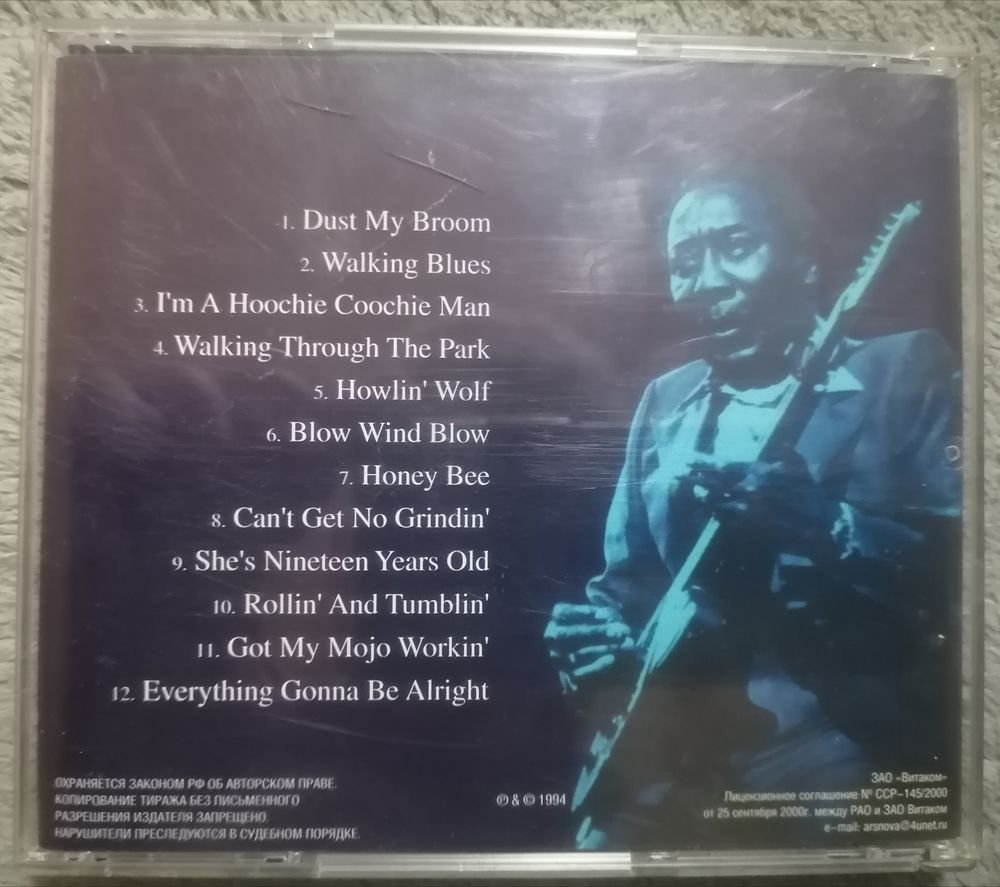 1. Dust My Broom
2. Walking Blues
3. I'm A Hoochie Coochie Man
4. Walking Through The Park
5. Howlin' Wolf
6. Blow Wind Blow
7. Honey Bee
8. Can't Get No Grindin'
9. She's Nineteen Years Old
10. Rollin' And Tumblin'
11. Got My Mojo Workin'
12. Everything Gonna Be Alright
ОХРАНЯЕТСЯ ЗАКОНОМ РФ ОБ АВТОРСКОМ ПРАВЕ.
КОПИРОВАНИЕ ТИРАЖА БЕЗ ПИСЬМЕННОГО
РАЗРЕШЕНИЯ ИЗДАТЕЛЯ ЗАПРЕЩЕНО.
НАРУШИТЕЛИ ПРЕСЛЕДУЮТСЯ В СУДЕБНОМ ПОРЯДКЕ.
℗ & © 1994
ЗАО «Витаком»
Лицензионное соглашение № ССР–145/2000
от 25 сентября 2000г. между РАО и ЗАО Витаком
e-mail: arsnova@4unet.ru